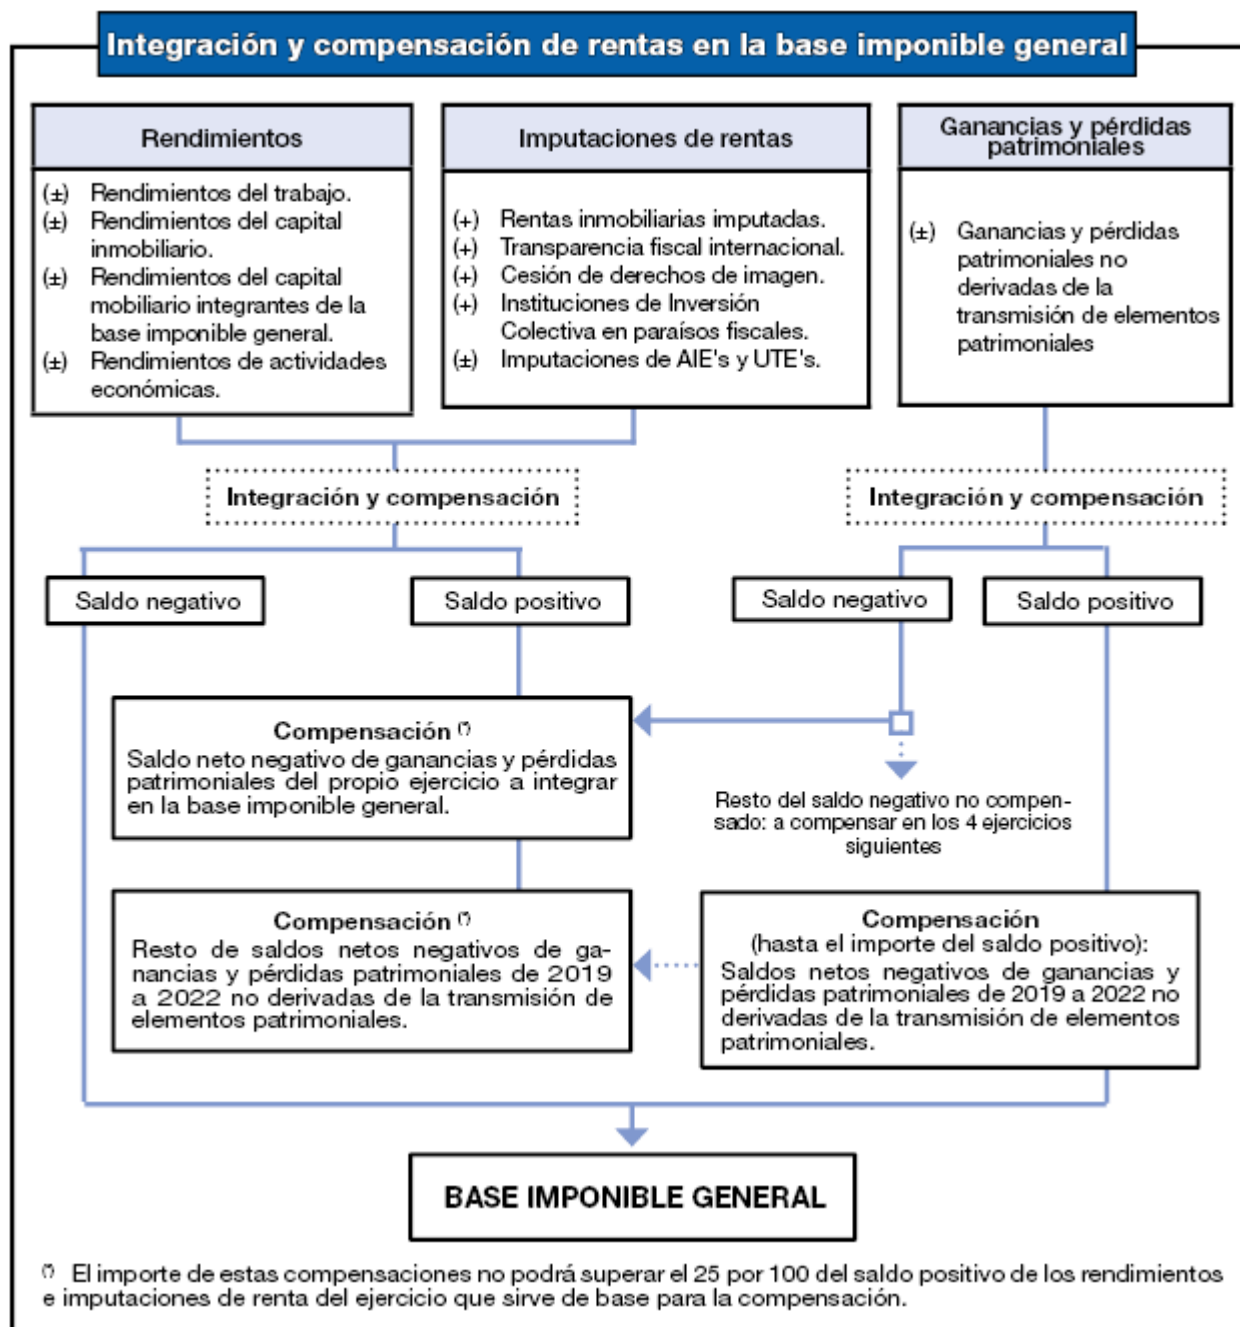 Integración y compensación de rentas en la base imponible general
Rendimientos
(±) Rendimientos del trabajo.
(±) Rendimientos del capital
inmobiliario.
(±) Rendimientos del capital
mobiliario integrantes de la
base imponible general.
(±) Rendimientos de actividades
económicas.
Imputaciones de rentas
(+) Rentas inmobiliarias imputadas.
(+) Transparencia fiscal internacional.
(+) Cesión de derechos de imagen.
(+) Instituciones de Inversión
Colectiva en paraísos fiscales.
(±) Imputaciones de AIE's y UTE's.
Ganancias y pérdidas
patrimoniales
(±) Ganancias y pérdidas
patrimoniales no
derivadas de la
transmisión de elementos
patrimoniales
Integración y compensación
Integración y compensación
Saldo negativo
Saldo positivo
Saldo negativo
Saldo positivo
Compensación (*)
Saldo neto negativo de ganancias y pérdidas
patrimoniales del propio ejercicio a integrar
en la base imponible general.
Resto del saldo negativo no compen-
sado: a compensar en los 4 ejercicios
siguientes
Compensación (*)
Resto de saldos netos negativos de ga-
nancias y pérdidas patrimoniales de 2019
a 2022 no derivadas de la transmisión de
elementos patrimoniales.
Compensación
(hasta el importe del saldo positivo):
Saldos netos negativos de ganancias y
pérdidas patrimoniales de 2019 a 2022 no
derivadas de la transmisión de elementos
patrimoniales.
BASE IMPONIBLE GENERAL
(*) El importe de estas compensaciones no podrá superar el 25 por 100 del saldo positivo de los rendimientos
e imputaciones de renta del ejercicio que sirve de base para la compensación.